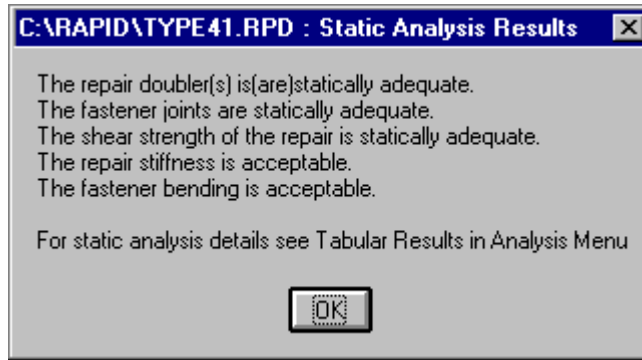 C:\RAPID\TYPE41.RPD : Static Analysis Results
The repair doubler(s) is(are)statically adequate.
The fastener joints are statically adequate.
The shear strength of the repair is statically adequate.
The repair stiffness is acceptable.
The fastener bending is acceptable.
For static analysis details see Tabular Results in Analysis Menu
OK